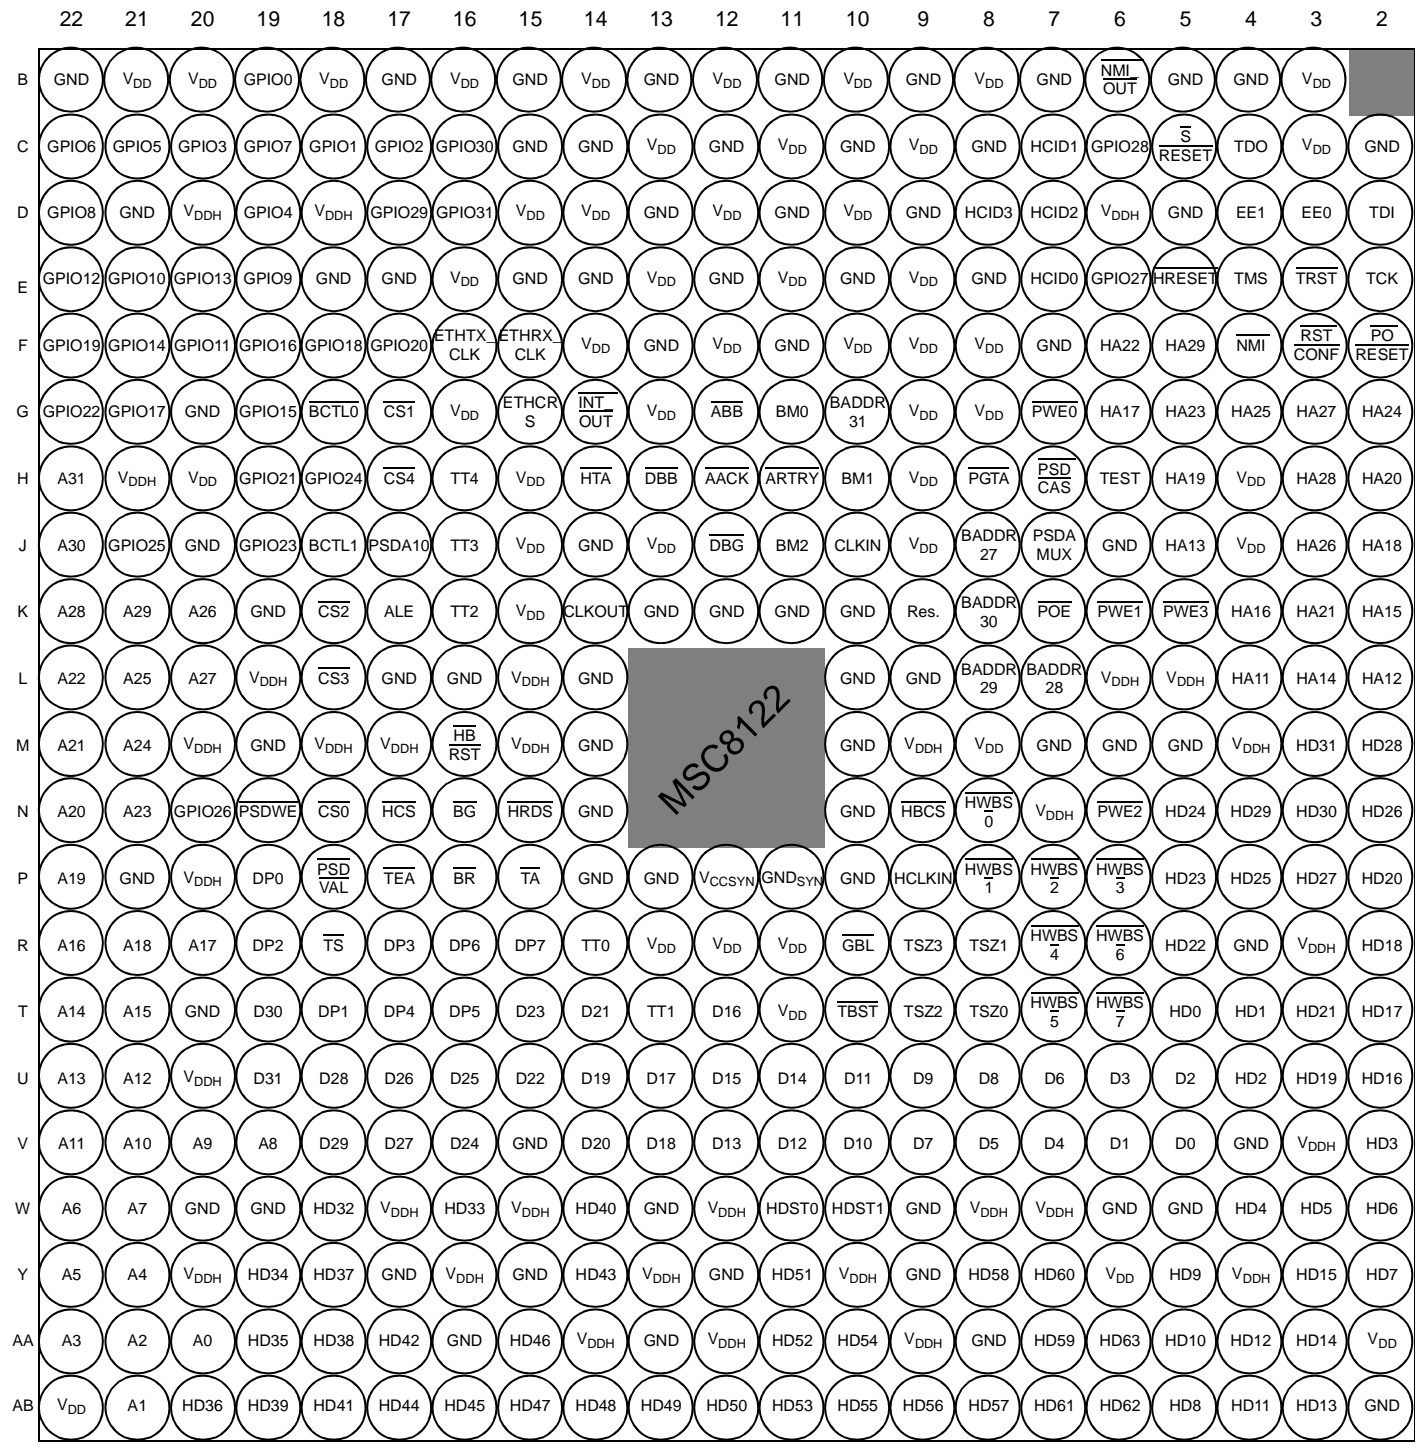 22 21 20 19 18 17 16 15 14 13 12 11 10 9 8 7 6 5 4 3 2
B GND VDD VDD GPIO0 VDD GND VDD GND VDD GND VDD GND VDD GND VDD GND NMI_OUT GND GND VDD
C GPIO6 GPIO5 GPIO3 GPIO7 GPIO1 GPIO2 GPIO30 GND GND VDD GND VDD GND VDD GND HCID1 GPIO28 S RESET TDO VDD GND
D GPIO8 GND VDDH GPIO4 VDDH GPIO29 GPIO31 VDD VDD GND VDD GND VDD GND HCID3 HCID2 VDDH GND EE1 EE0 TDI
E GPIO12 GPIO10 GPIO13 GPIO9 GND GND VDD GND VDD GND GND VDD GND VDD GND HCID0 GPIO27 HRESET TMS TRST TCK
F GPIO19 GPIO14 GPIO11 GPIO16 GPIO18 GPIO20 ETHTX_CLK ETHRX_CLK VDD GND VDD GND VDD VDD VDD GND HA22 HA29 NMI RST CONF PO RESET
G GPIO22 GPIO17 GND GPIO15 BCTL0 CS1 VDD ETHCR S INT_OUT VDD ABB BM0 BADDR 31 VDD VDD PWE0 HA17 HA23 HA25 HA27 HA24
H A31 VDDH VDD GPIO21 GPIO24 CS4 TT4 VDD HTA DBB AACK ARTRY BM1 VDD PGTA PSD CAS TEST HA19 VDD HA28 HA20
J A30 GPIO25 GND GPIO23 BCTL1 PSDA10 TT3 VDD GND VDD DBG BM2 CLKIN VDD BADDR 27 PSDA MUX GND HA13 VDD HA26 HA18
K A28 A29 A26 GND CS2 ALE TT2 VDD CLKOUT GND GND GND GND Res. BADDR 30 POE PWE1 PWE3 HA16 HA21 HA15
L A22 A25 A27 VDDH CS3 GND GND VDDH GND GND GND BADDR 29 BADDR 28 VDDH VDDH HA11 HA14 HA12
MSC8122
M A21 A24 VDDH GND VDDH VDDH HB RST VDDH GND GND VDDH VDD GND GND GND VDDH HD31 HD28
N A20 A23 GPIO26 PSDWE CS0 HCS BG HRDS GND GND HBCS HWBS 0 VDDH PWE2 HD24 HD29 HD30 HD26
P A19 GND VDDH DP0 PSD VAL TEA BR TA GND GND VCCSYN GNDSYN GND HCLKIN HWBS 1 HWBS 2 HWBS 3 HD23 HD25 HD27 HD20
R A16 A18 A17 DP2 TS DP3 DP6 DP7 TT0 VDD VDD VDD GBL TSZ3 TSZ1 HWBS 4 HWBS 6 HD22 GND VDDH HD18
T A14 A15 GND D30 DP1 DP4 DP5 D23 D21 TT1 D16 VDD TBST TSZ2 TSZ0 HWBS 5 HWBS 7 HD0 HD1 HD21 HD17
U A13 A12 VDDH D31 D28 D26 D25 D22 D19 D17 D15 D14 D11 D9 D8 D6 D3 D2 HD2 HD19 HD16
V A11 A10 A9 A8 D29 D27 D24 GND D20 D18 D13 D12 D10 D7 D5 D4 D1 D0 GND VDDH HD3
W A6 A7 GND GND HD32 VDDH HD33 VDDH HD40 GND VDDH HDST0 HDST1 GND VDDH VDDH GND GND HD4 HD5 HD6
Y A5 A4 VDDH HD34 HD37 GND VDDH GND HD43 VDDH GND HD51 VDDH GND HD58 HD60 VDD HD9 VDDH HD15 HD7
AA A3 A2 A0 HD35 HD38 HD42 GND HD46 VDDH GND VDDH HD52 HD54 VDDH GND HD59 HD63 HD10 HD12 HD14 VDD
AB VDD A1 HD36 HD39 HD41 HD44 HD45 HD47 HD48 HD49 HD50 HD53 HD55 HD56 HD57 HD61 HD62 HD8 HD11 HD13 GND